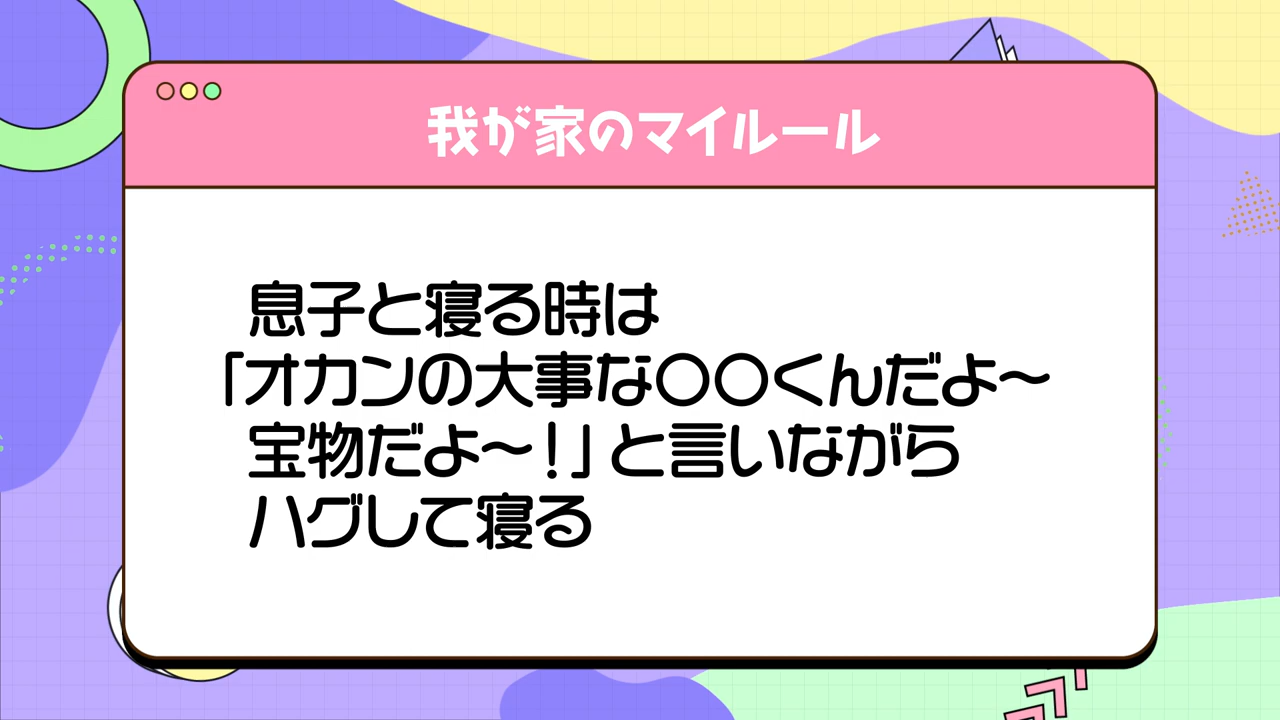 我が家のマイルール
息子と寝る時は
「オカンの大事な〇〇くんだよ〜
宝物だよ〜!」と言いながら
ハグして寝る